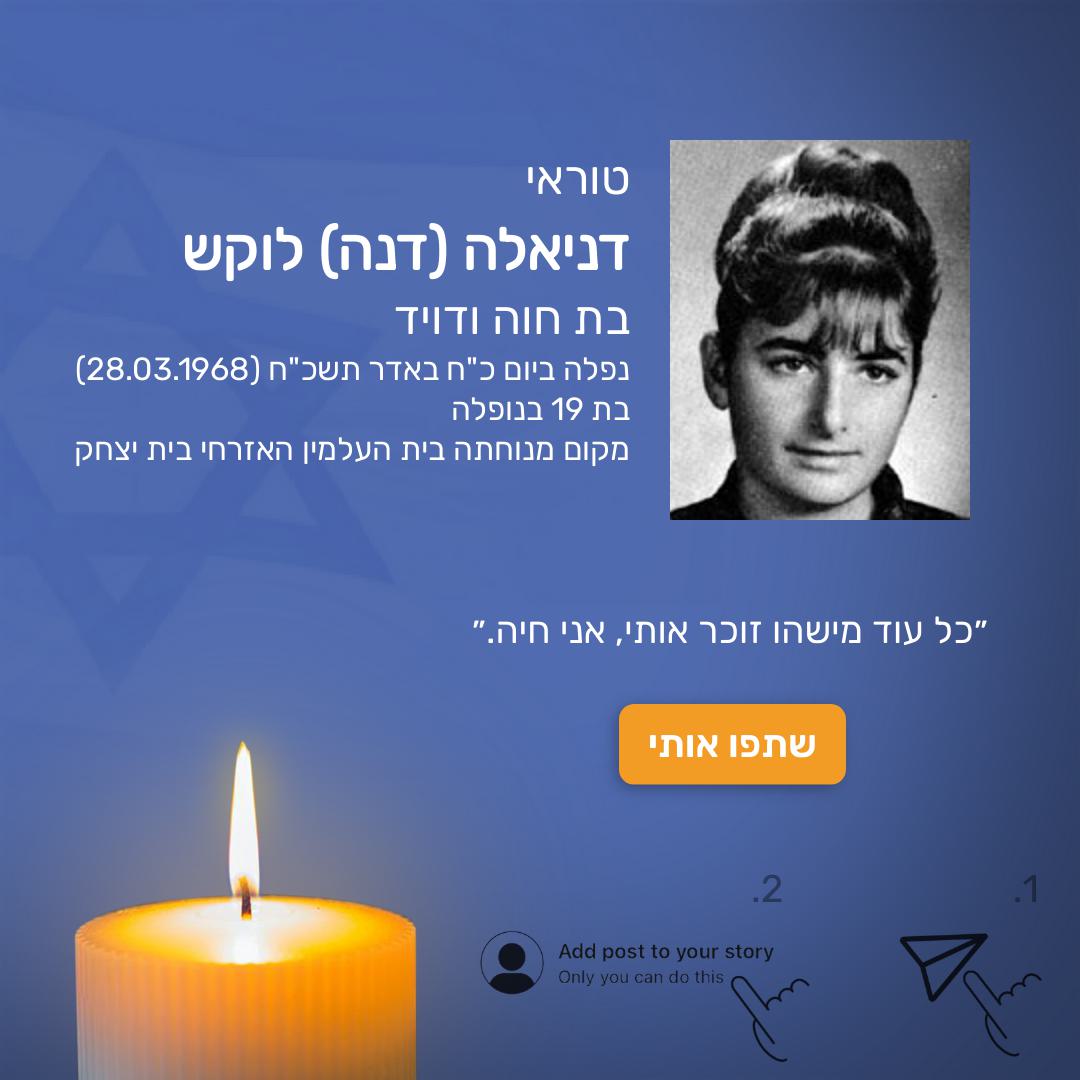 טוראי
דניאלה (דנה) לוקש
בת חוה ודויד
נפלה ביום כ"ח באדר תשכ"ח (28.03.1968)
בת 19 בנופלה
מקום מנוחתה בית העלמין האזרחי בית יצחק
"כל עוד מישהו זוכר אותי, אני חיה."
שתפו אותי
1.
2.
Add post to your story
Only you can do this